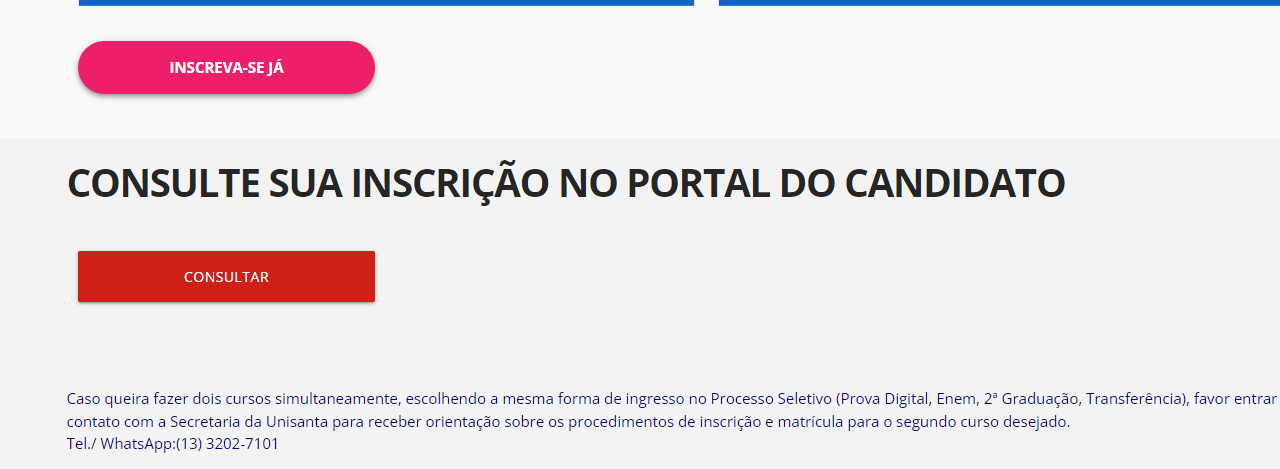 INSCREVA-SE JÁ
CONSULTE SUA INSCRIÇÃO NO PORTAL DO CANDIDATO
CONSULTAR
Caso queira fazer dois cursos simultaneamente, escolhendo a mesma forma de ingresso no Processo Seletivo (Prova Digital, Enem, 2ª Graduação, Transferência), favor entrar
contato com a Secretaria da Unisanta para receber orientação sobre os procedimentos de inscrição e matrícula para o segundo curso desejado.
Tel./ WhatsApp:(13) 3202-7101